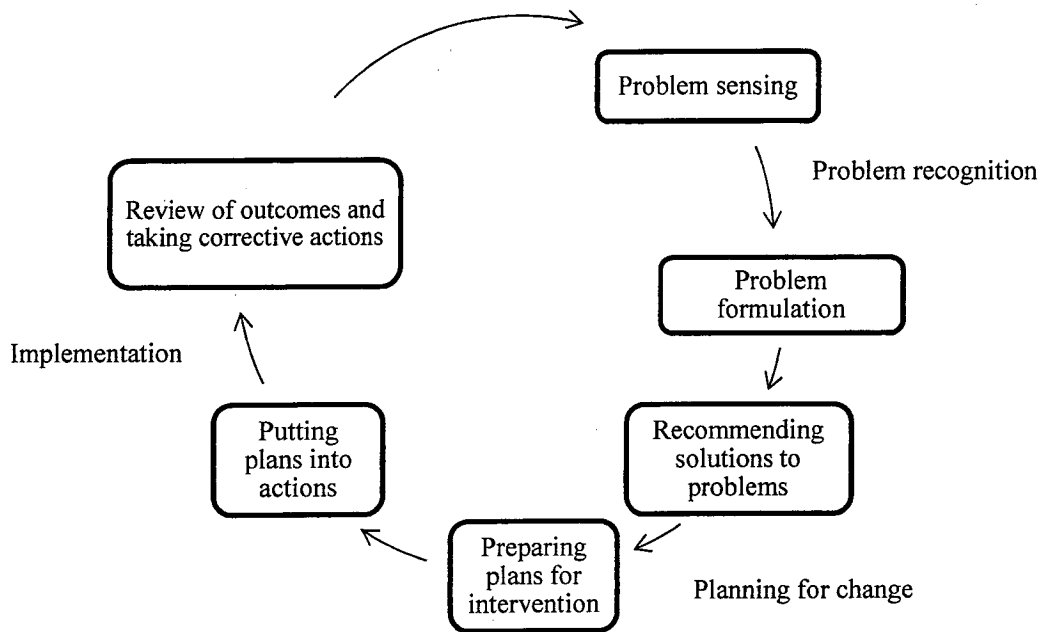 Problem sensing
Problem recognition
Problem
formulation
Recommending
solutions to
problems
Planning for change
Preparing
plans for
intervention
Putting
plans into
actions
Implementation
Review of outcomes and
taking corrective actions